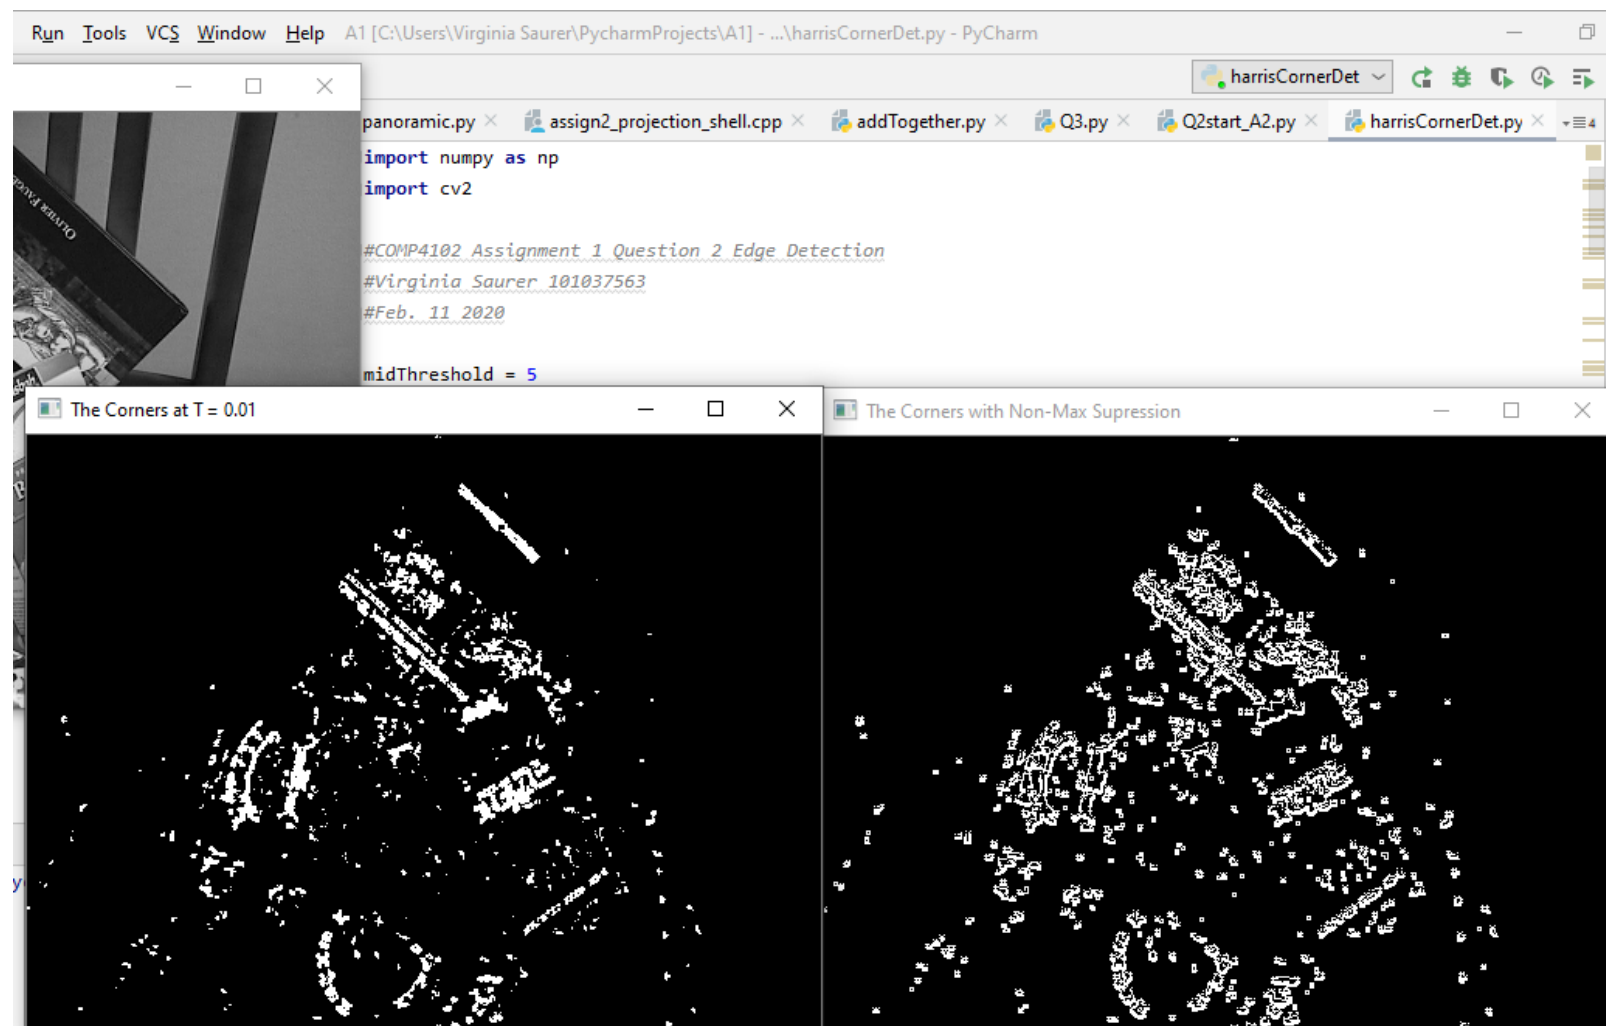 Run Tools VCS Window Help A1 [C:\Users\Virginia Saurer\PycharmProjects\A1] - ...\harrisCornerDet.py - PyCharm
harrisCornerDet
panoramic.py assign2_projection_shell.cpp addTogether.py Q3.py Q2start_A2.py harrisCornerDet.py 4
import numpy as np
import cv2
#COMP4102 Assignment 1 Question 2 Edge Detection
#Virginia Saurer 101037563
#Feb. 11 2020
midThreshold = 5
OLIVIER
The Corners at T = 0.01
The Corners with Non-Max Supression